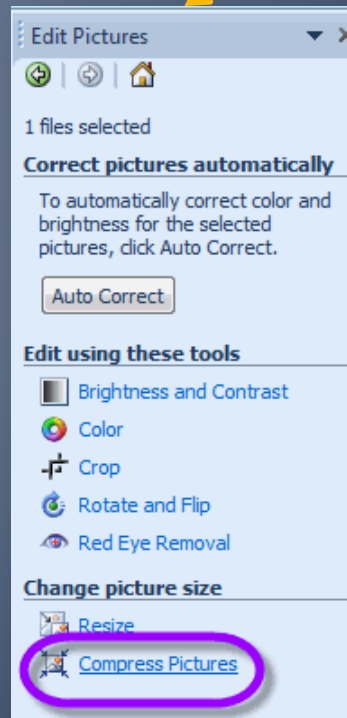 Edit Pictures
1 files selected
Correct pictures automatically
To automatically correct color and
brightness for the selected
pictures, click Auto Correct.
Auto Correct
Edit using these tools
Brightness and Contrast
Color
Crop
Rotate and Flip
Red Eye Removal
Change picture size
Resize
Compress Pictures